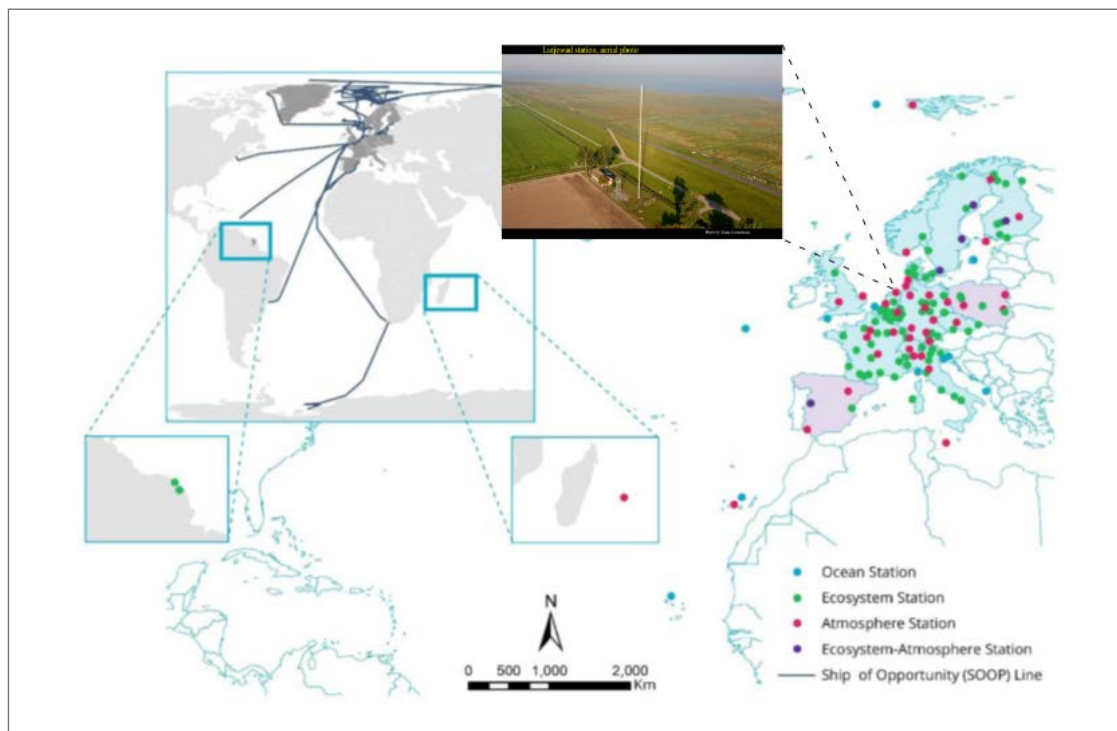 Lutjewad station, aerial photo
N
0 500 1,000 2,000
Km
Ocean Station
Ecosystem Station
Atmosphere Station
Ecosystem-Atmosphere Station
Ship of Opportunity (SOOP) Line